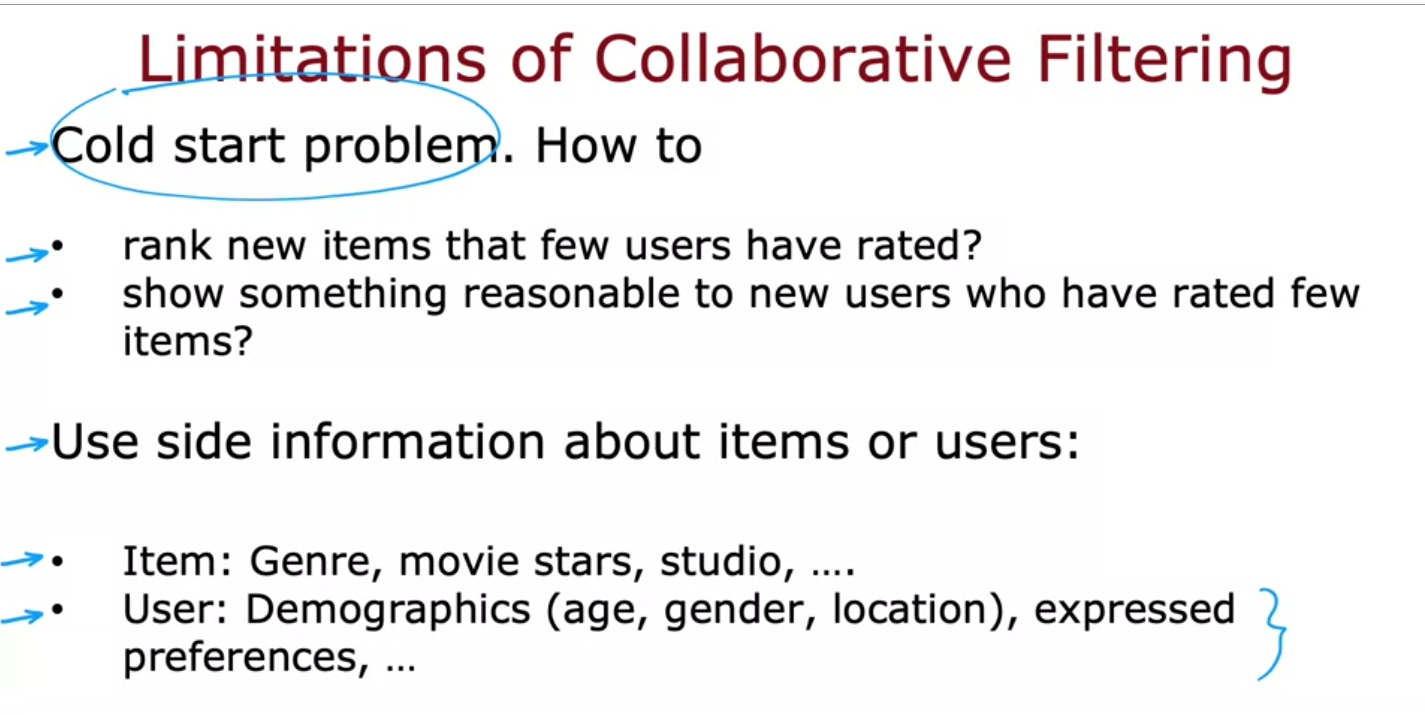 Limitations of Collaborative Filtering
Cold start problem. How to
• rank new items that few users have rated?
• show something reasonable to new users who have rated few
items?
Use side information about items or users:
• Item: Genre, movie stars, studio, ....
• User: Demographics (age, gender, location), expressed
preferences, ...